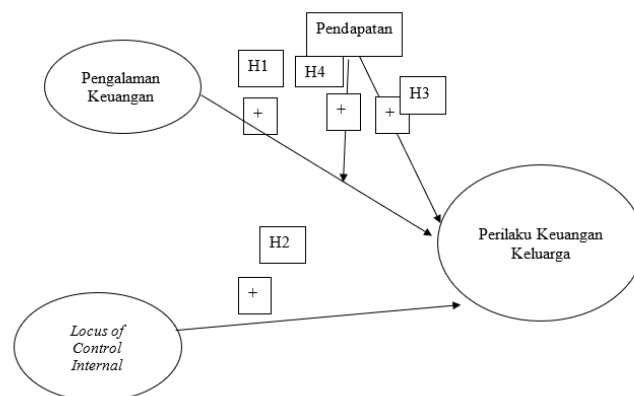 Pendapatan
H1
H4
Pengalaman
Keuangan
H3
+
+
+
Perilaku Keuangan
Keluarga
H2
+
Locus of
Control
Internal